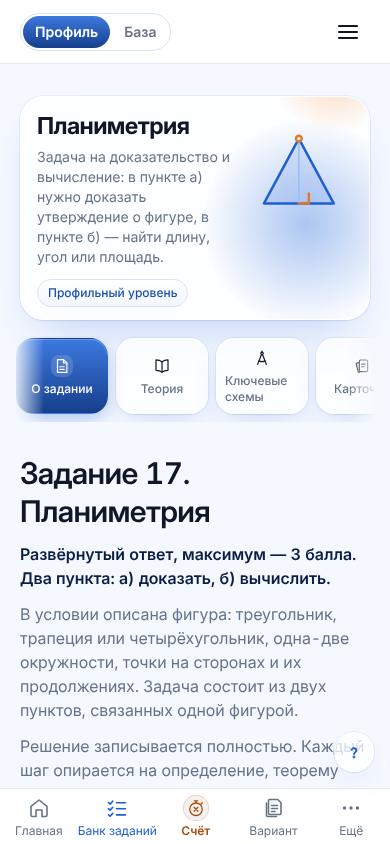 Профиль
База
Планиметрия
Задача на доказательство и
вычисление: в пункте а)
нужно доказать
утверждение о фигуре, в
пункте б) — найти длину,
угол или площадь.
Профильный уровень
О задании
Теория
Ключевые
схемы
Задание 17.
Планиметрия
Развёрнутый ответ, максимум — 3 балла.
Два пункта: а) доказать, б) вычислить.
В условии описана фигура: треугольник,
трапеция или четырёхугольник, одна-две
окружности, точки на сторонах и их
продолжениях. Задача состоит из двух
пунктов, связанных одной фигурой.
Решение записывается полностью. Каждый
шаг опирается на определение, теорему
?
Главная
Банк заданий
Счёт
Вариант
Ещё